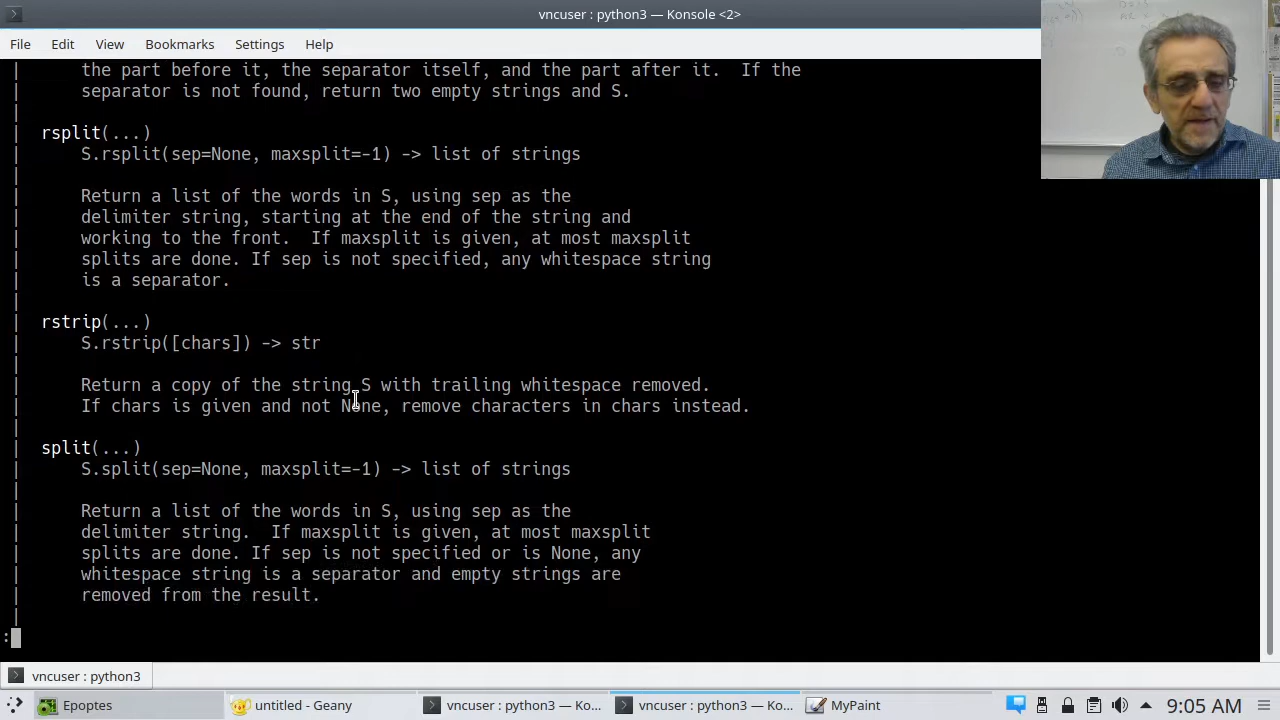 vncuser : python3 — Konsole <2>
File Edit View Bookmarks Settings Help
| the part before it, the separator itself, and the part after it.  If the
| separator is not found, return two empty strings and S.
|
| rsplit(...)
| S.rsplit(sep=None, maxsplit=-1) -> list of strings
|
| Return a list of the words in S, using sep as the
| delimiter string, starting at the end of the string and
| working to the front.  If maxsplit is given, at most maxsplit
| splits are done. If sep is not specified, any whitespace string
| is a separator.
|
| rstrip(...)
| S.rstrip([chars]) -> str
|
| Return a copy of the string S with trailing whitespace removed.
| If chars is given and not None, remove characters in chars instead.
|
| split(...)
| S.split(sep=None, maxsplit=-1) -> list of strings
|
| Return a list of the words in S, using sep as the
| delimiter string.  If maxsplit is given, at most maxsplit
| splits are done. If sep is not specified or is None, any
| whitespace string is a separator and empty strings are
| removed from the result.
|
:
vncuser : python3
Epoptes untitled - Geany vncuser : python3 — Ko... vncuser : python3 — Ko... MyPaint 9:05 AM